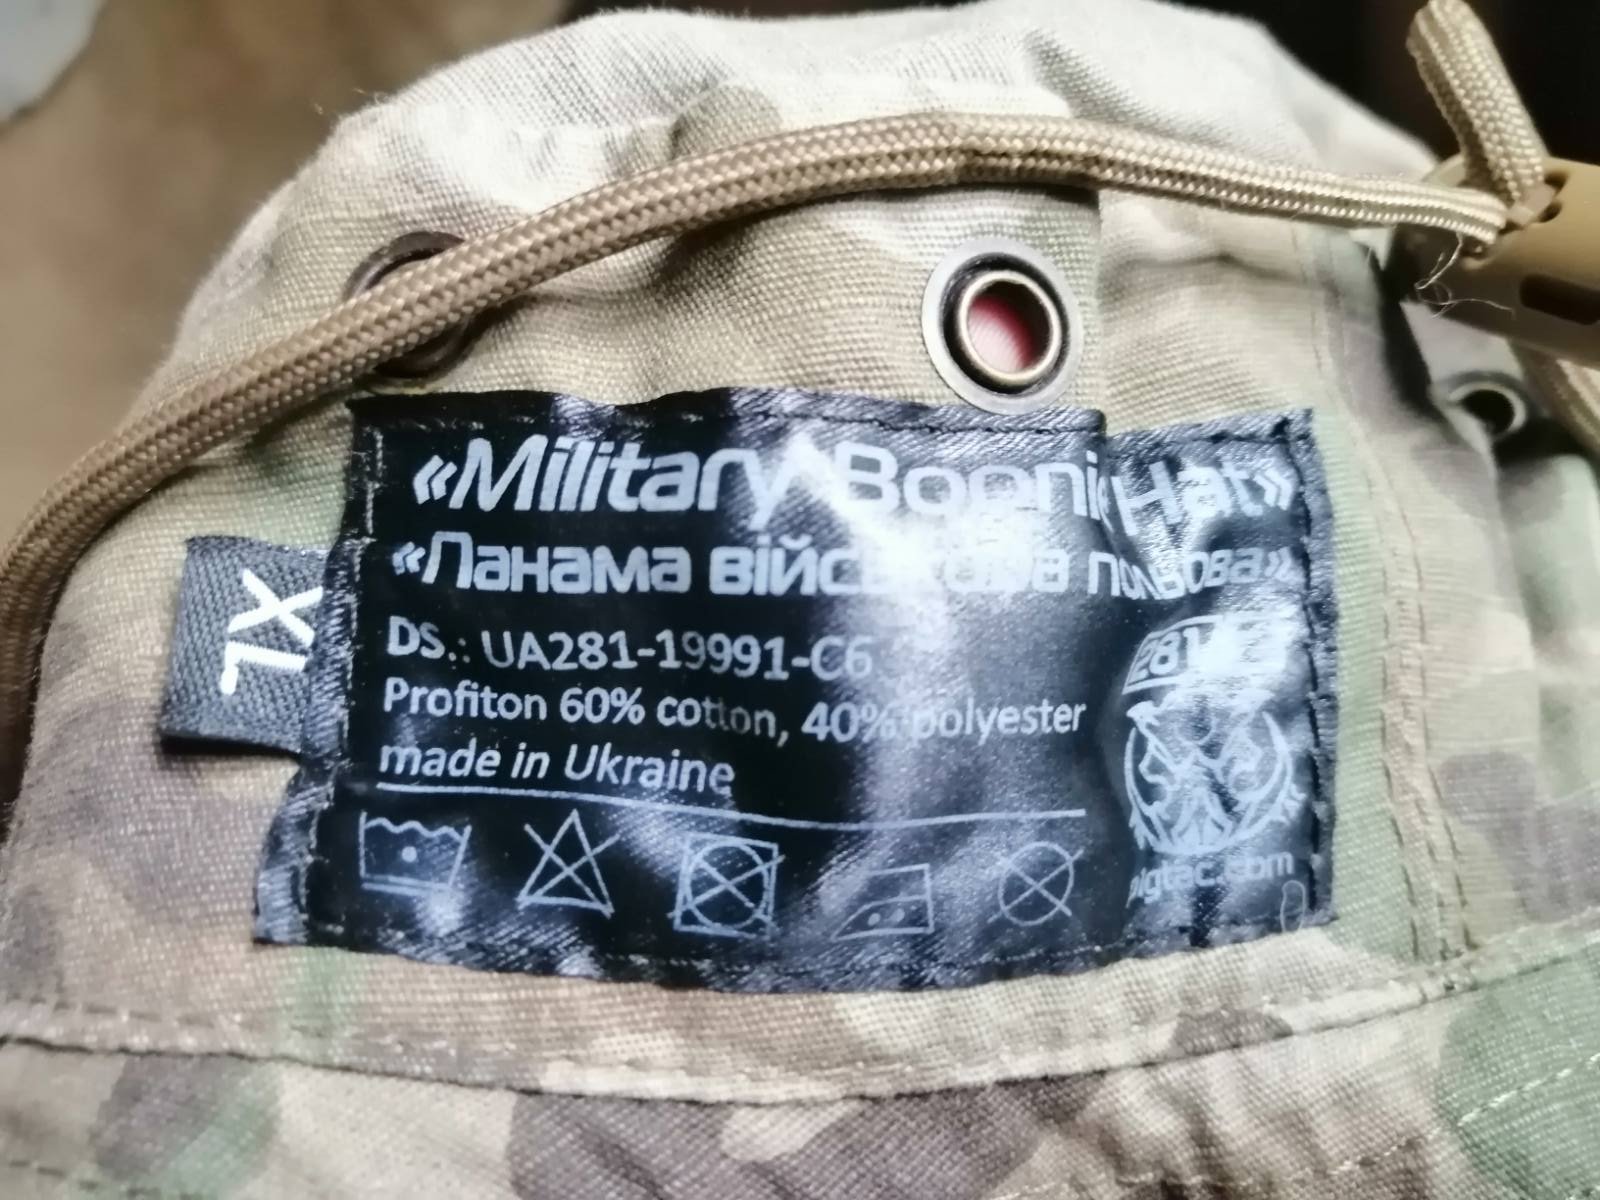 «Military Boonie Hat»
«Панама військова польова»
DS.: UA281-19991-C6
Profiton 60% cotton, 40% polyester
made in Ukraine
XL